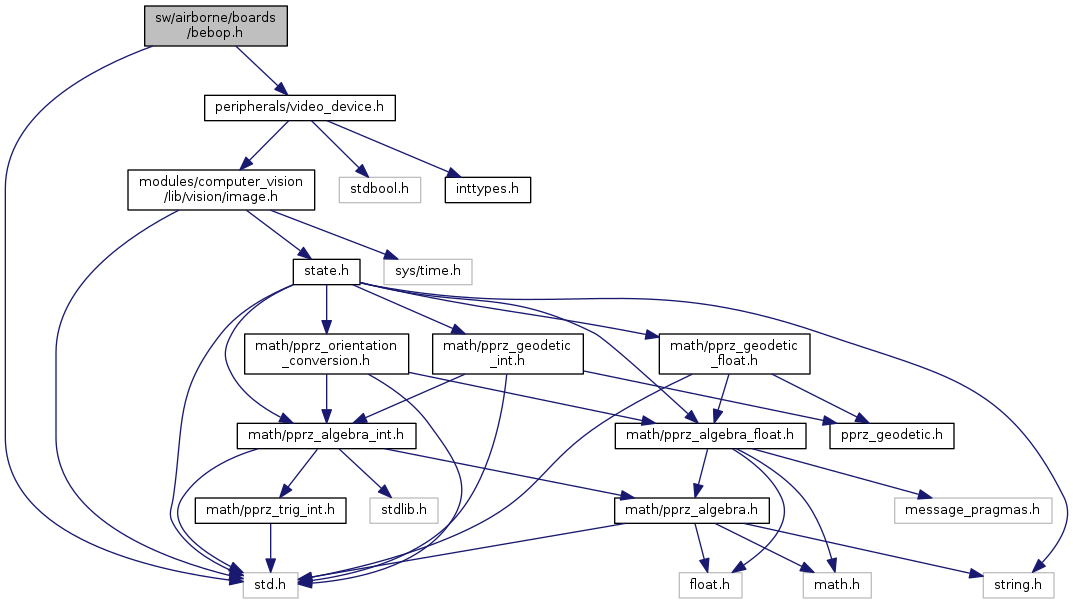 sw/airborne/boards
/bebop.h
peripherals/video_device.h
modules/computer_vision
/lib/vision/image.h
stdbool.h
inttypes.h
state.h
sys/time.h
math/pprz_orientation
_conversion.h
math/pprz_geodetic
_int.h
math/pprz_geodetic
_float.h
math/pprz_algebra_int.h
math/pprz_algebra_float.h
pprz_geodetic.h
math/pprz_trig_int.h
stdlib.h
math/pprz_algebra.h
message_pragmas.h
std.h
float.h
math.h
string.h